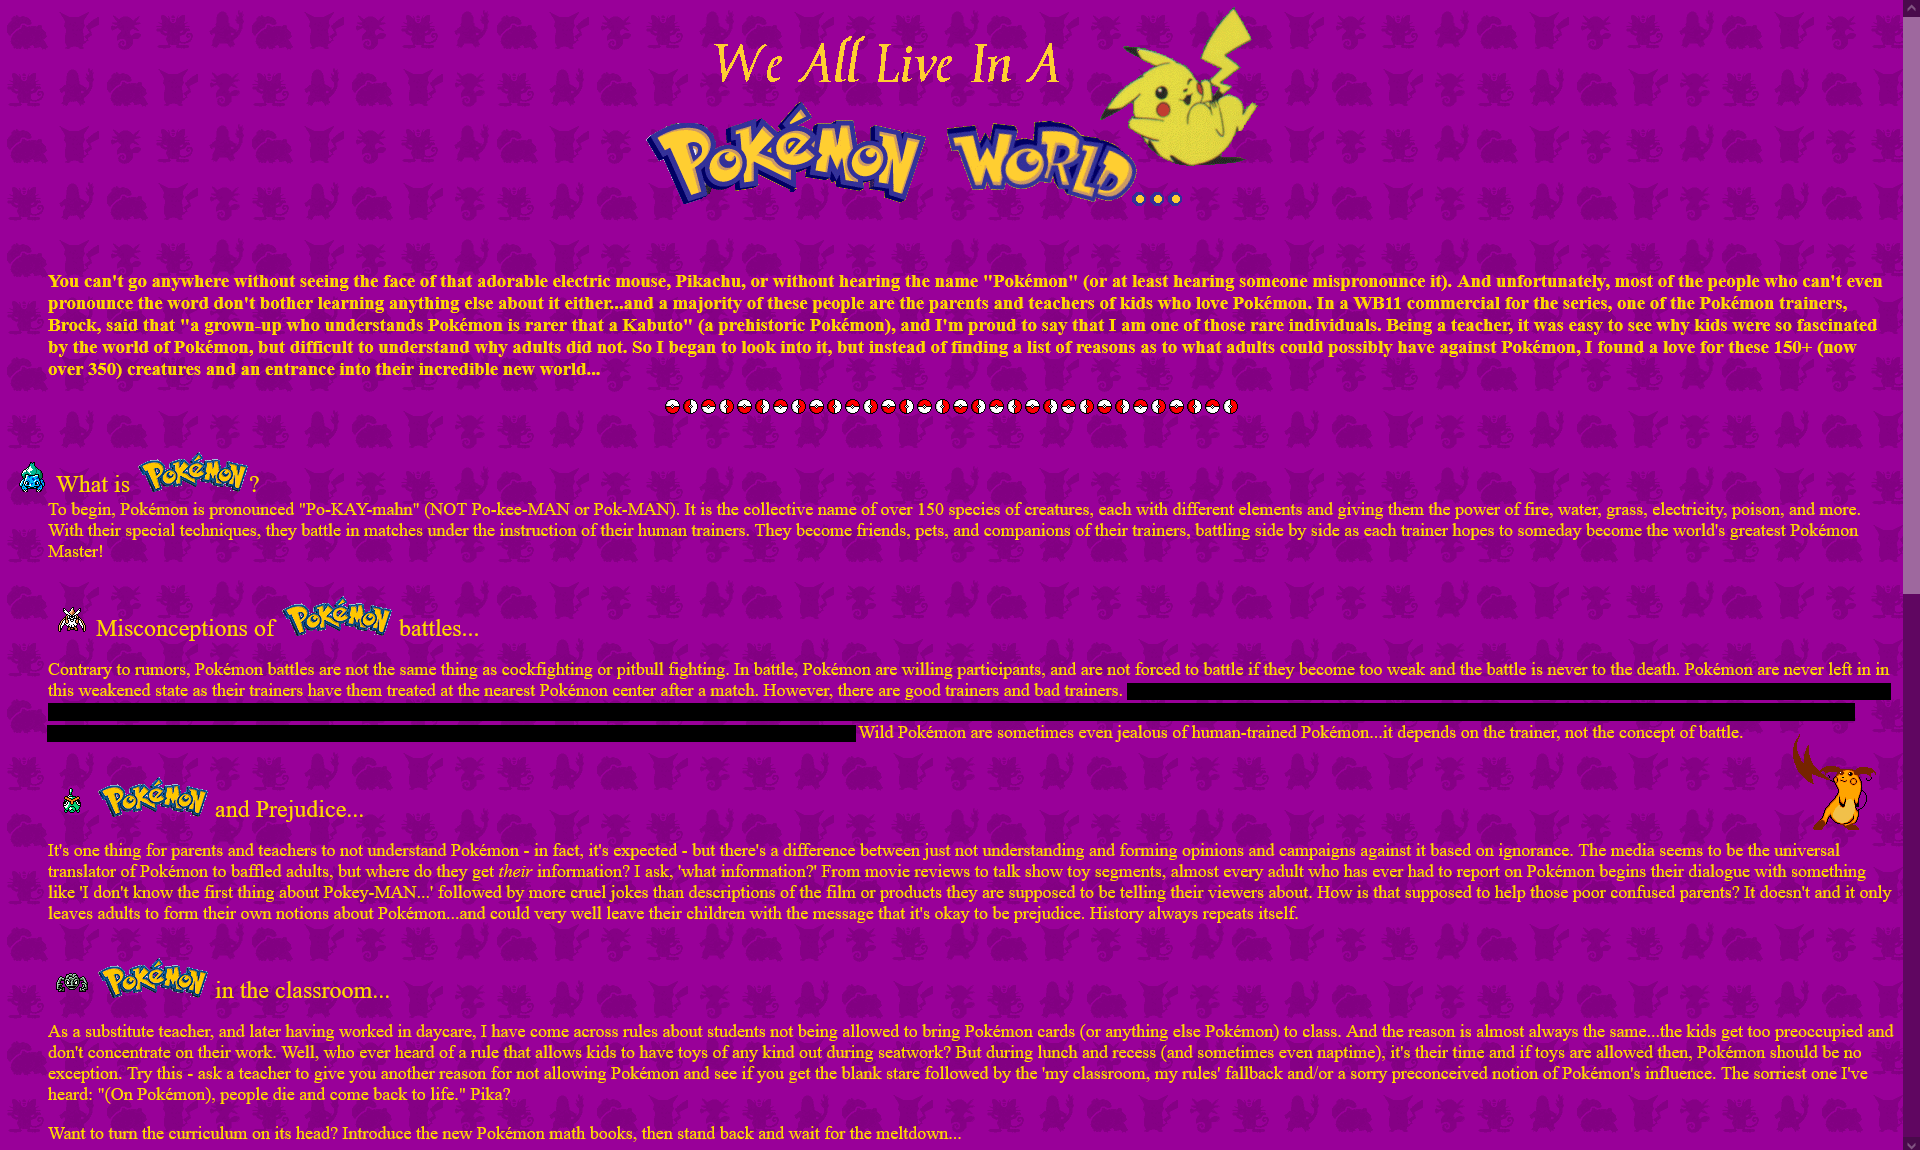 We All Live In A
POKéMON WORLD...
You can't go anywhere without seeing the face of that adorable electric mouse, Pikachu, or without hearing the name "Pokémon" (or at least hearing someone mispronounce it). And unfortunately, most of the people who can't even
pronounce the word don't bother learning anything else about it either...and a majority of these people are the parents and teachers of kids who love Pokémon. In a WB11 commercial for the series, one of the Pokémon trainers,
Brock, said that "a grown-up who understands Pokémon is rarer that a Kabuto" (a prehistoric Pokémon), and I'm proud to say that I am one of those rare individuals. Being a teacher, it was easy to see why kids were so fascinated
by the world of Pokémon, but difficult to understand why adults did not. So I began to look into it, but instead of finding a list of reasons as to what adults could possibly have against Pokémon, I found a love for these 150+ (now
over 350) creatures and an entrance into their incredible new world...
What is POKéMON ?
To begin, Pokémon is pronounced "Po-KAY-mahn" (NOT Po-kee-MAN or Pok-MAN). It is the collective name of over 150 species of creatures, each with different elements and giving them the power of fire, water, grass, electricity, poison, and more.
With their special techniques, they battle in matches under the instruction of their human trainers. They become friends, pets, and companions of their trainers, battling side by side as each trainer hopes to someday become the world's greatest Pokémon
Master!
Misconceptions of POKéMON battles...
Contrary to rumors, Pokémon battles are not the same thing as cockfighting or pitbull fighting. In battle, Pokémon are willing participants, and are not forced to battle if they become too weak and the battle is never to the death. Pokémon are never left in in
this weakened state as their trainers have them treated at the nearest Pokémon center after a match. However, there are good trainers and bad trainers.
Wild Pokémon are sometimes even jealous of human-trained Pokémon...it depends on the trainer, not the concept of battle.
POKéMON and Prejudice...
It's one thing for parents and teachers to not understand Pokémon - in fact, it's expected - but there's a difference between just not understanding and forming opinions and campaigns against it based on ignorance. The media seems to be the universal
translator of Pokémon to baffled adults, but where do they get their information? I ask, 'what information?' From movie reviews to talk show toy segments, almost every adult who has ever had to report on Pokémon begins their dialogue with something
like 'I don't know the first thing about Pokey-MAN...' followed by more cruel jokes than descriptions of the film or products they are supposed to be telling their viewers about. How is that supposed to help those poor confused parents? It doesn't and it only
leaves adults to form their own notions about Pokémon...and could very well leave their children with the message that it's okay to be prejudice. History always repeats itself.
POKéMON in the classroom...
As a substitute teacher, and later having worked in daycare, I have come across rules about students not being allowed to bring Pokémon cards (or anything else Pokémon) to class. And the reason is almost always the same...the kids get too preoccupied and
don't concentrate on their work. Well, who ever heard of a rule that allows kids to have toys of any kind out during seatwork? But during lunch and recess (and sometimes even naptime), it's their time and if toys are allowed then, Pokémon should be no
exception. Try this - ask a teacher to give you another reason for not allowing Pokémon and see if you get the blank stare followed by the 'my classroom, my rules' fallback and/or a sorry preconceived notion of Pokémon's influence. The sorriest one I've
heard: "(On Pokémon), people die and come back to life." Pika?
Want to turn the curriculum on its head? Introduce the new Pokémon math books, then stand back and wait for the meltdown...